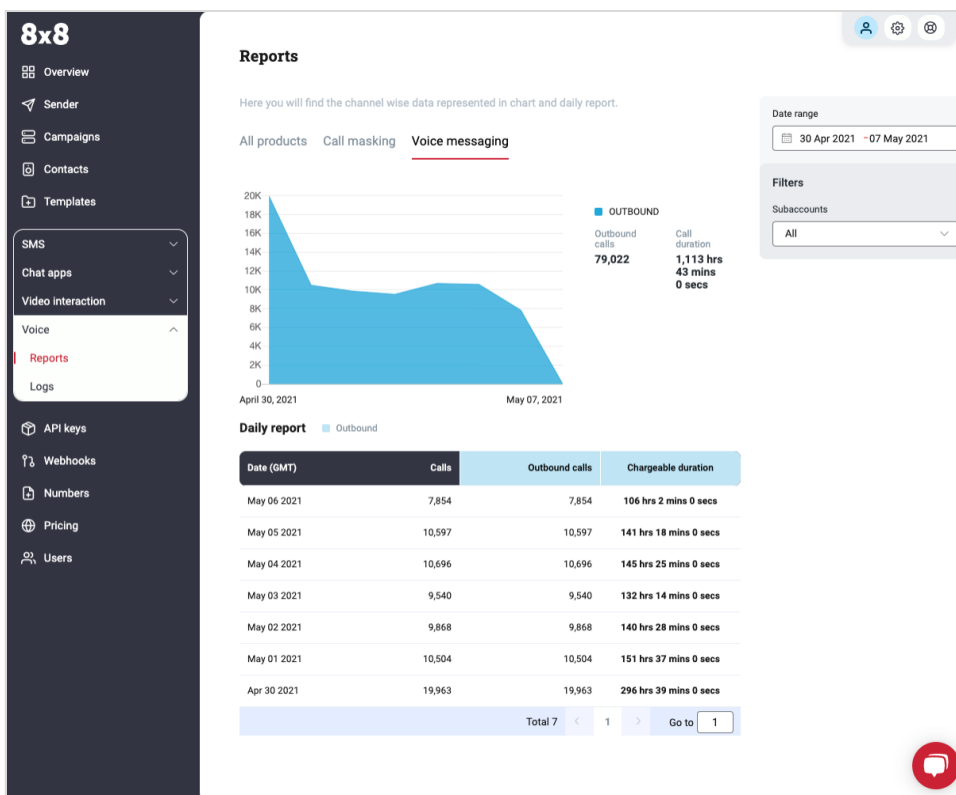 8x8
Overview
Sender
Campaigns
Contacts
Templates
SMS
Chat apps
Video interaction
Voice
Reports
Logs
API keys
Webhooks
Numbers
Pricing
Users
Reports
Here you will find the channel wise data represented in chart and daily report.
All products Call masking Voice messaging
20K
18K
16K
14K
12K
10K
8K
6K
4K
2K
0
April 30, 2021 May 07, 2021
OUTBOUND
Outbound calls
79,022
Call duration
1,113 hrs
43 mins
0 secs
Date range
30 Apr 2021 - 07 May 2021
Filters
Subaccounts
All
Daily report Outbound
Date (GMT) Calls Outbound calls Chargeable duration
May 06 2021 7,854 7,854 106 hrs 2 mins 0 secs
May 05 2021 10,597 10,597 141 hrs 18 mins 0 secs
May 04 2021 10,696 10,696 145 hrs 25 mins 0 secs
May 03 2021 9,540 9,540 132 hrs 14 mins 0 secs
May 02 2021 9,868 9,868 140 hrs 28 mins 0 secs
May 01 2021 10,504 10,504 151 hrs 37 mins 0 secs
Apr 30 2021 19,963 19,963 296 hrs 39 mins 0 secs
Total 7 < 1 > Go to 1